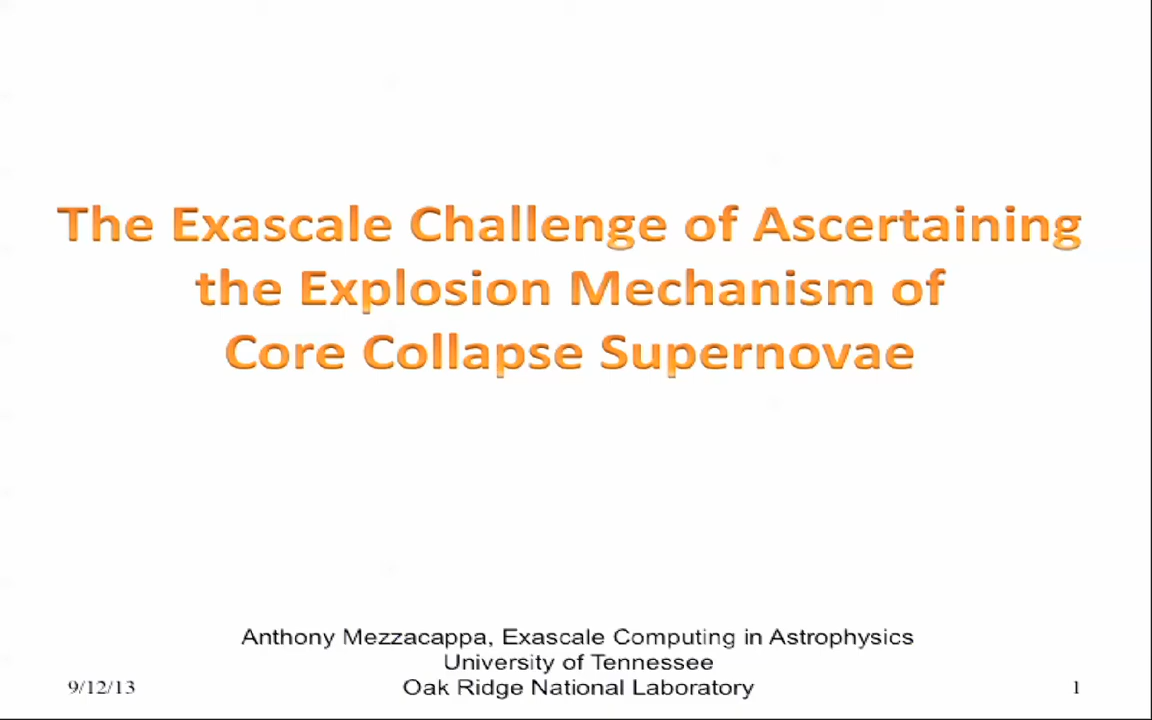 The Exascale Challenge of Ascertaining
the Explosion Mechanism of
Core Collapse Supernovae
Anthony Mezzacappa, Exascale Computing in Astrophysics
University of Tennessee
9/12/13 Oak Ridge National Laboratory 1